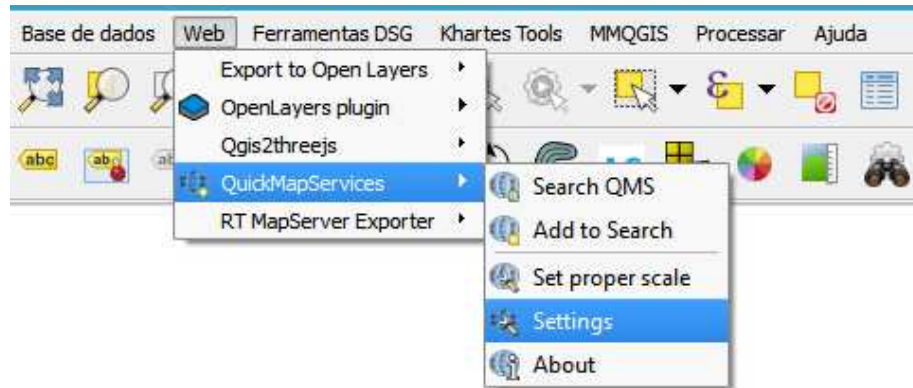 Base de dados Web Ferramentas DSG Khartes Tools MMQGIS Processar Ajuda
Export to Open Layers
OpenLayers plugin
Qgis2threejs
abc
ab
QuickMapServices
Search QMS
RT MapServer Exporter
Add to Search
Set proper scale
Settings
About